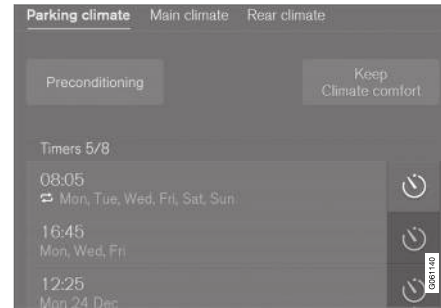 Parking climate Main climate Rear climate
Preconditioning
Keep
Climate comfort
Timers 5/8
08:05
Mon, Tue, Wed, Fri, Sat, Sun
16:45
Mon, Wed, Fri
12:25
Mon 24 Dec
G061140